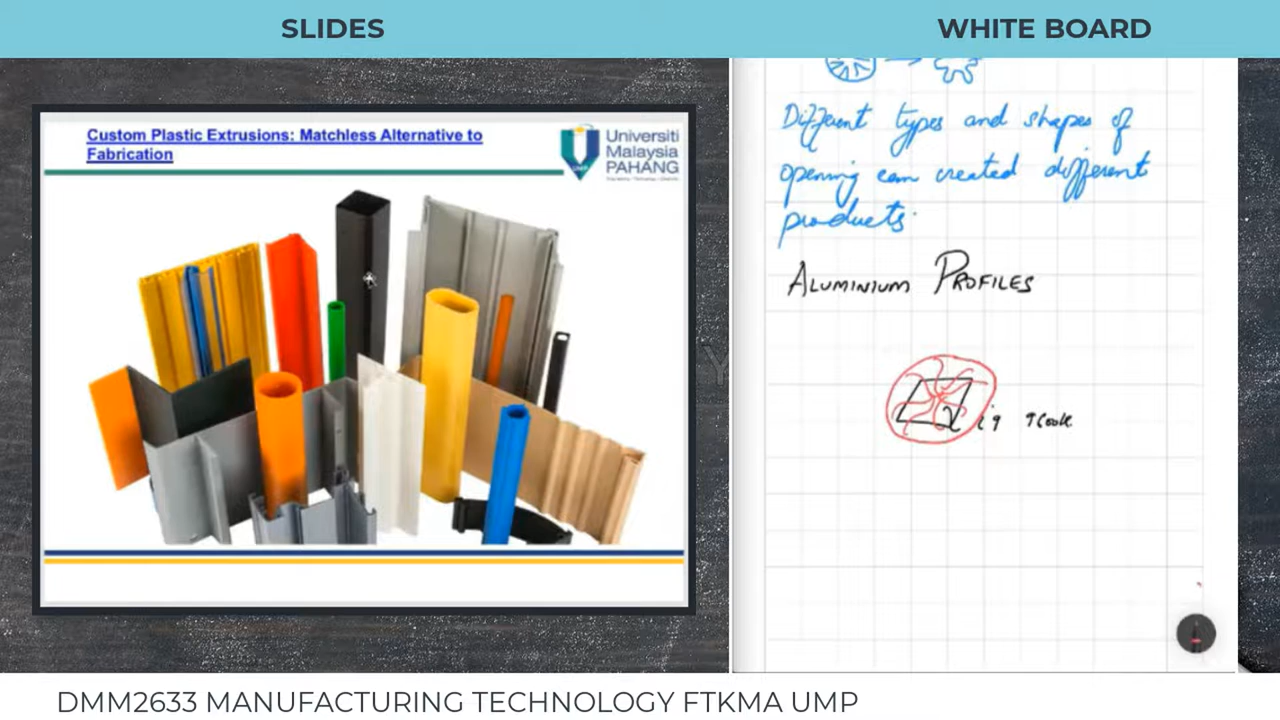 SLIDES
WHITE BOARD
Custom Plastic Extrusions: Matchless Alternative to
Fabrication
Universiti
Malaysia
PAHANG
Different types and shapes of
opening can created different
products.
ALUMINIUM PROFILES
DMM2633 MANUFACTURING TECHNOLOGY FTKMA UMP